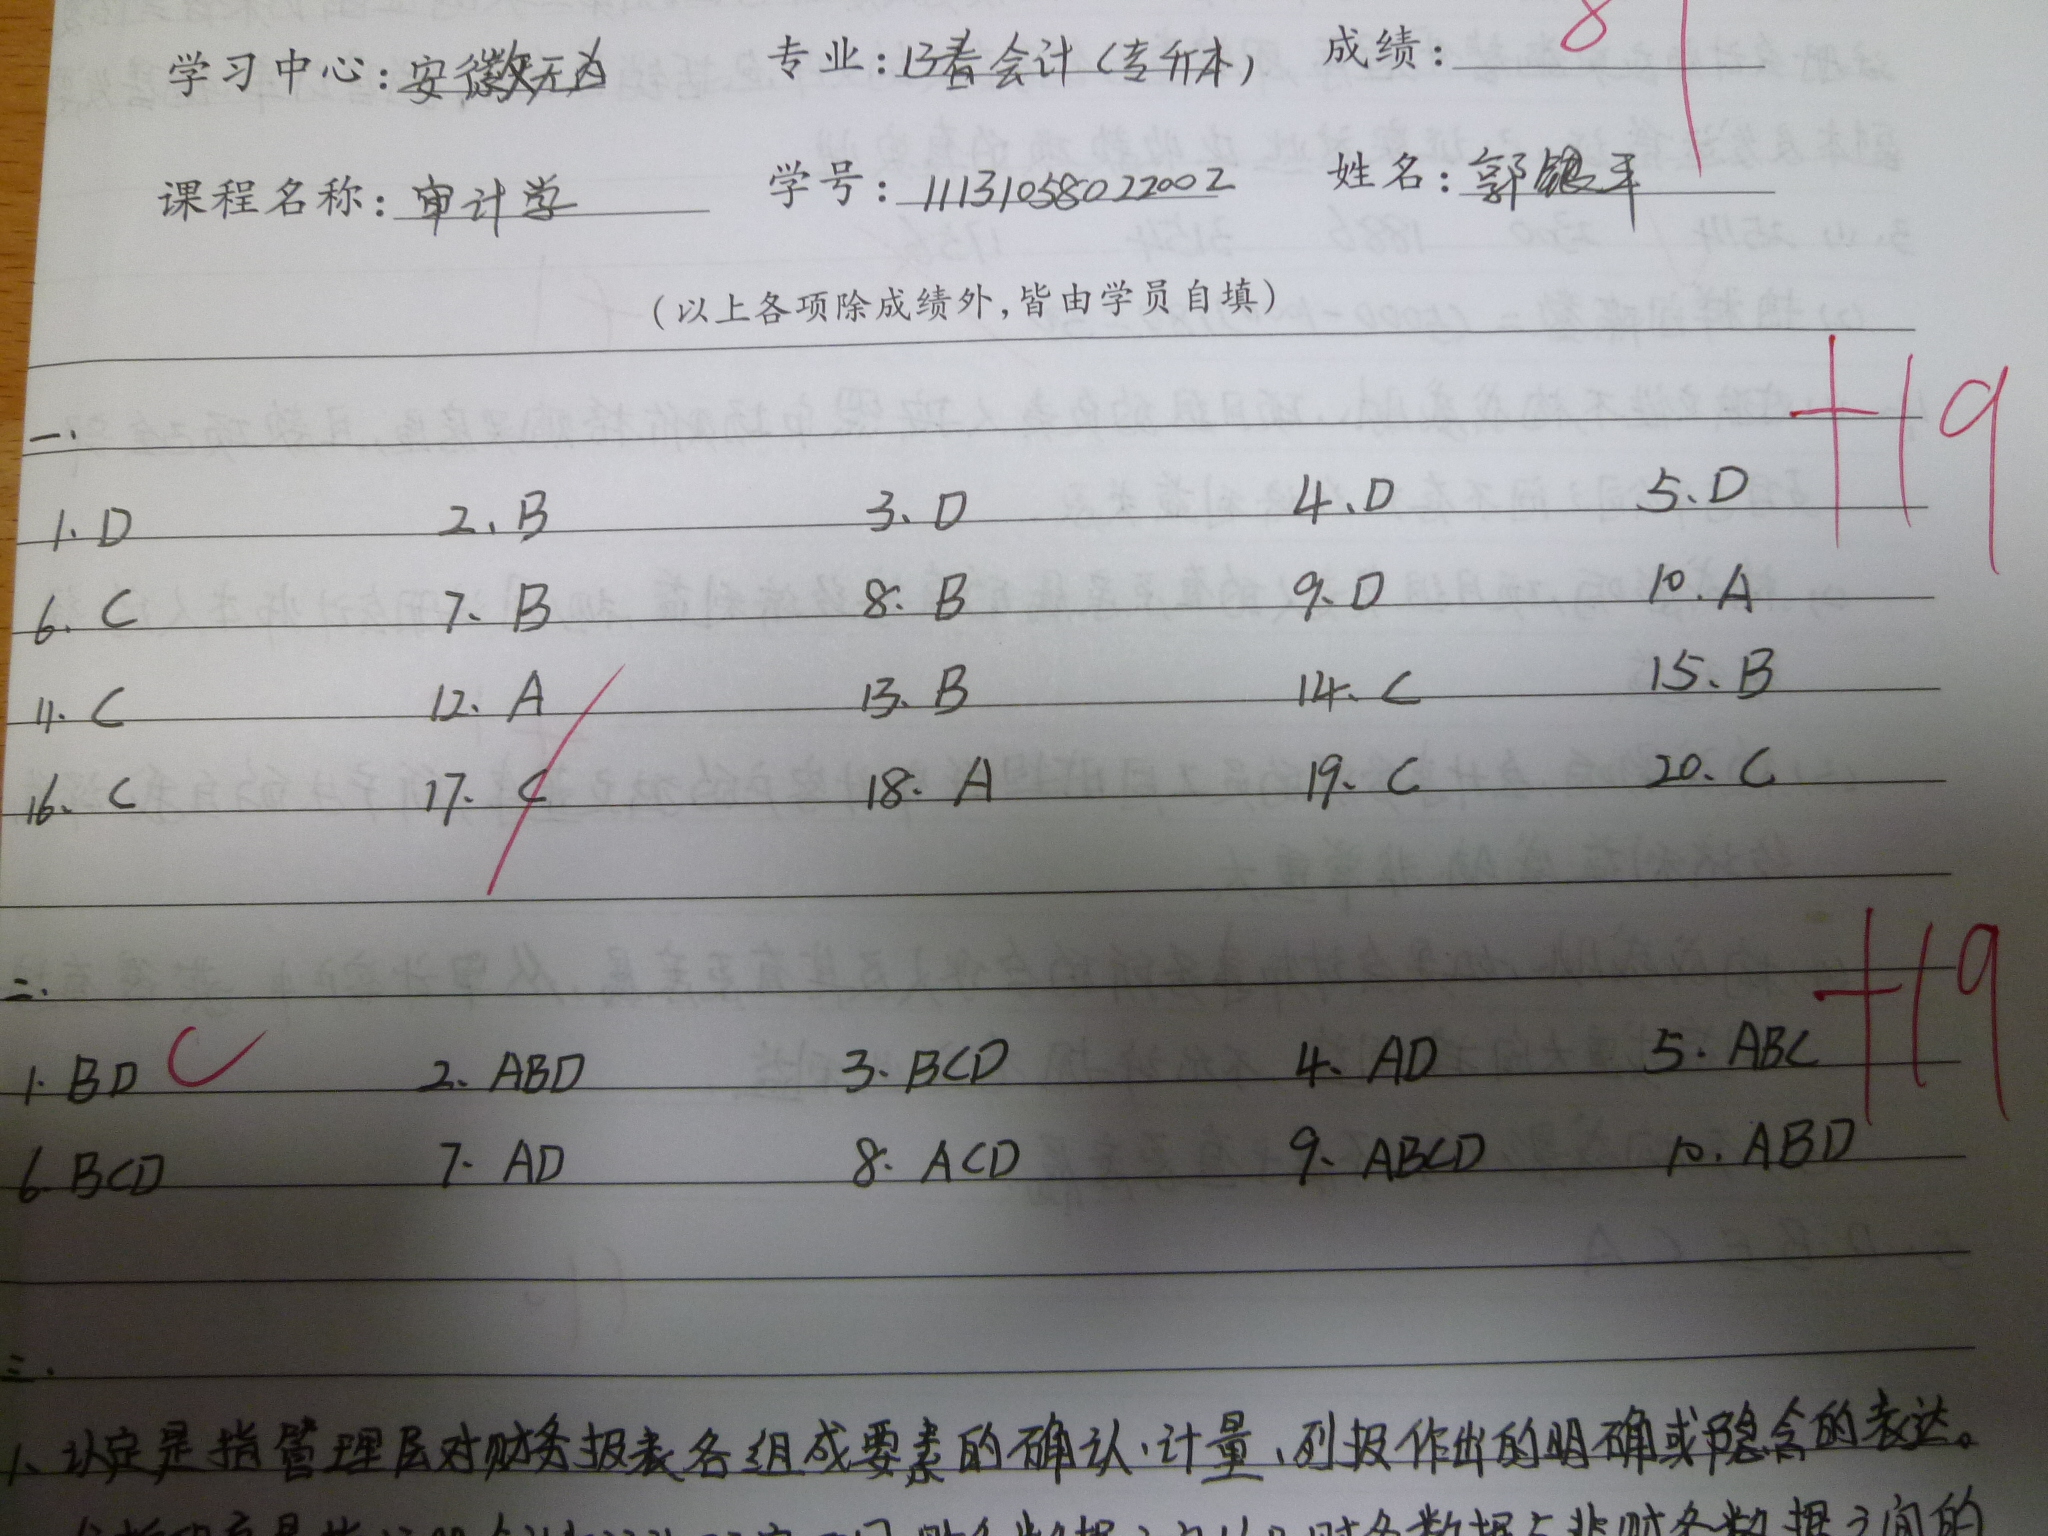 学习中心：安徽无为 专业：13春会计（专升本） 成绩：
课程名称：审计学 学号：11131058022002 姓名：郭银平
（以上各项除成绩外，皆由学员自填）
一. +19
1. D 2. B 3. D 4. D 5. D
6. C 7. B 8. B 9. D 10. A
11. C 12. A 13. B 14. C 15. B
16. C 17. C 18. A 19. C 20. C
二. +19
1. BD 2. ABD 3. BCD 4. AD 5. ABC
6. BCD 7. AD 8. ACD 9. ABCD 10. ABD
三.
1、认定是指管理层对财务报表各组成要素的确认、计量、列报作出的明确或隐含的表达。